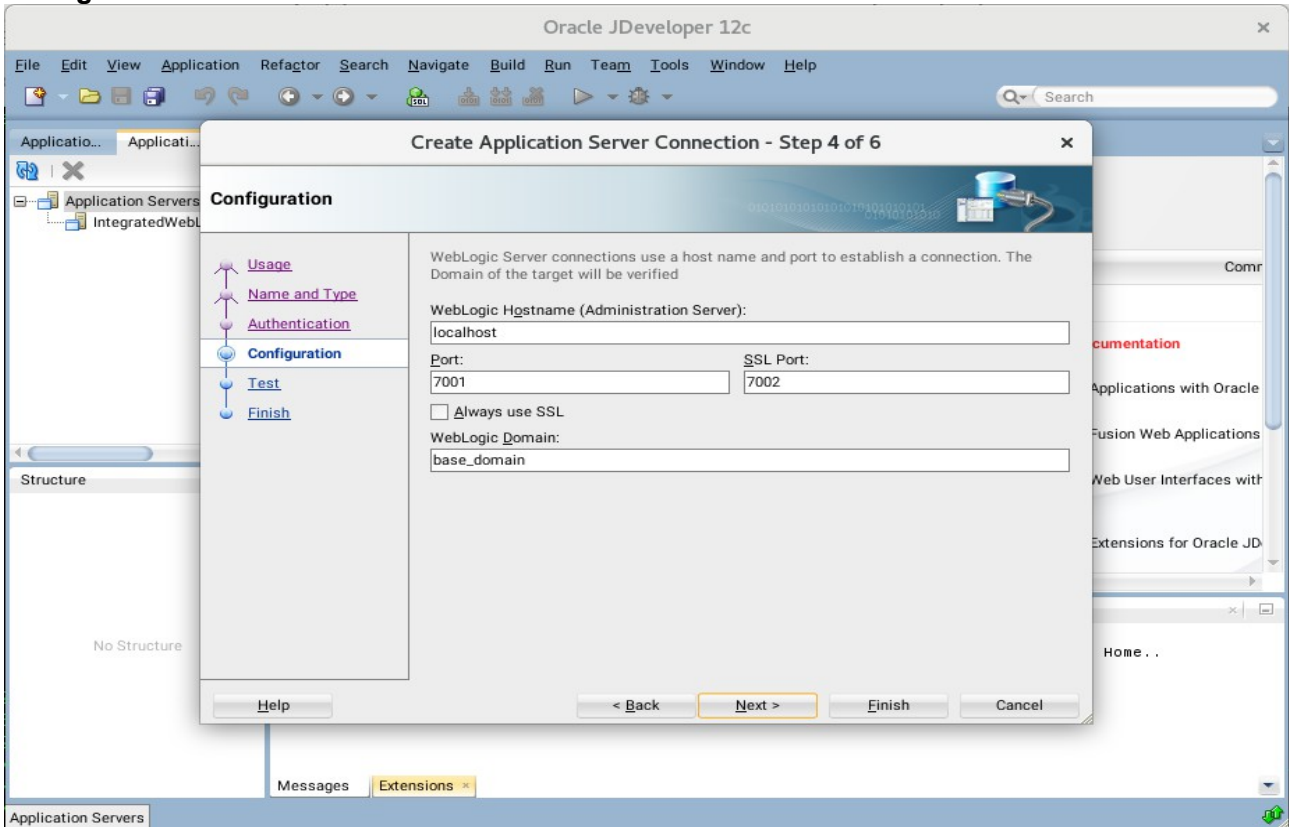 Oracle JDeveloper 12c
File Edit View Application Refactor Search Navigate Build Run Team Tools Window Help
SQL
Search
Applicatio... Applicati...
Application Servers
IntegratedWebL
Create Application Server Connection - Step 4 of 6
Configuration
Usage
Name and Type
Authentication
Configuration
Test
Finish
WebLogic Server connections use a host name and port to establish a connection. The
Domain of the target will be verified
WebLogic Hostname (Administration Server):
localhost
Port: SSL Port:
7001 7002
Always use SSL
WebLogic Domain:
base_domain
Help < Back Next > Finish Cancel
Comm
cumentation
Applications with Oracle
Fusion Web Applications
Web User Interfaces with
Extensions for Oracle JD
Structure
No Structure
Home..
Messages Extensions
Application Servers